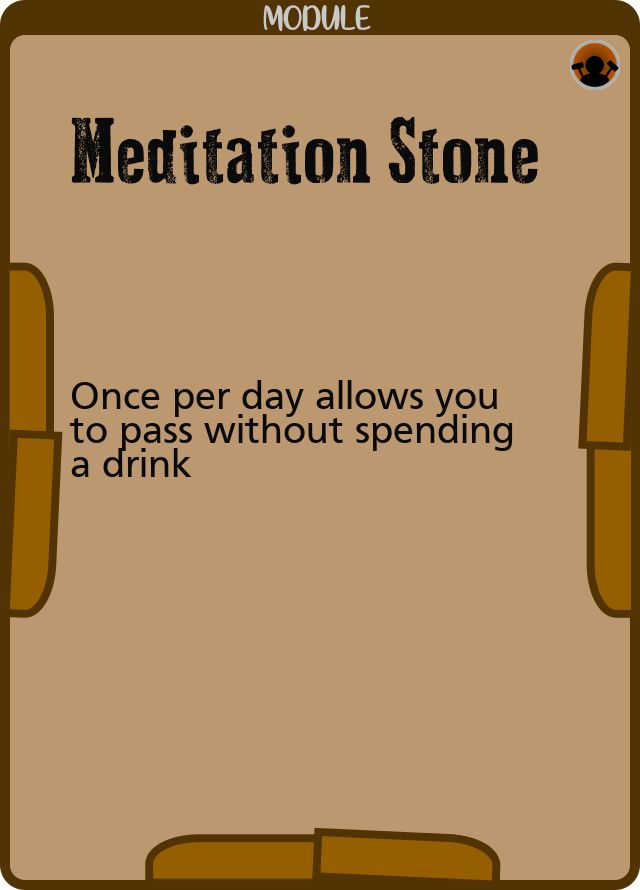 MODULE
Meditation Stone
Once per day allows you
to pass without spending
a drink